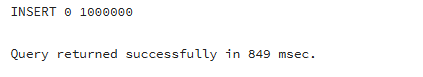 INSERT 0 1000000
Query returned successfully in 849 msec.